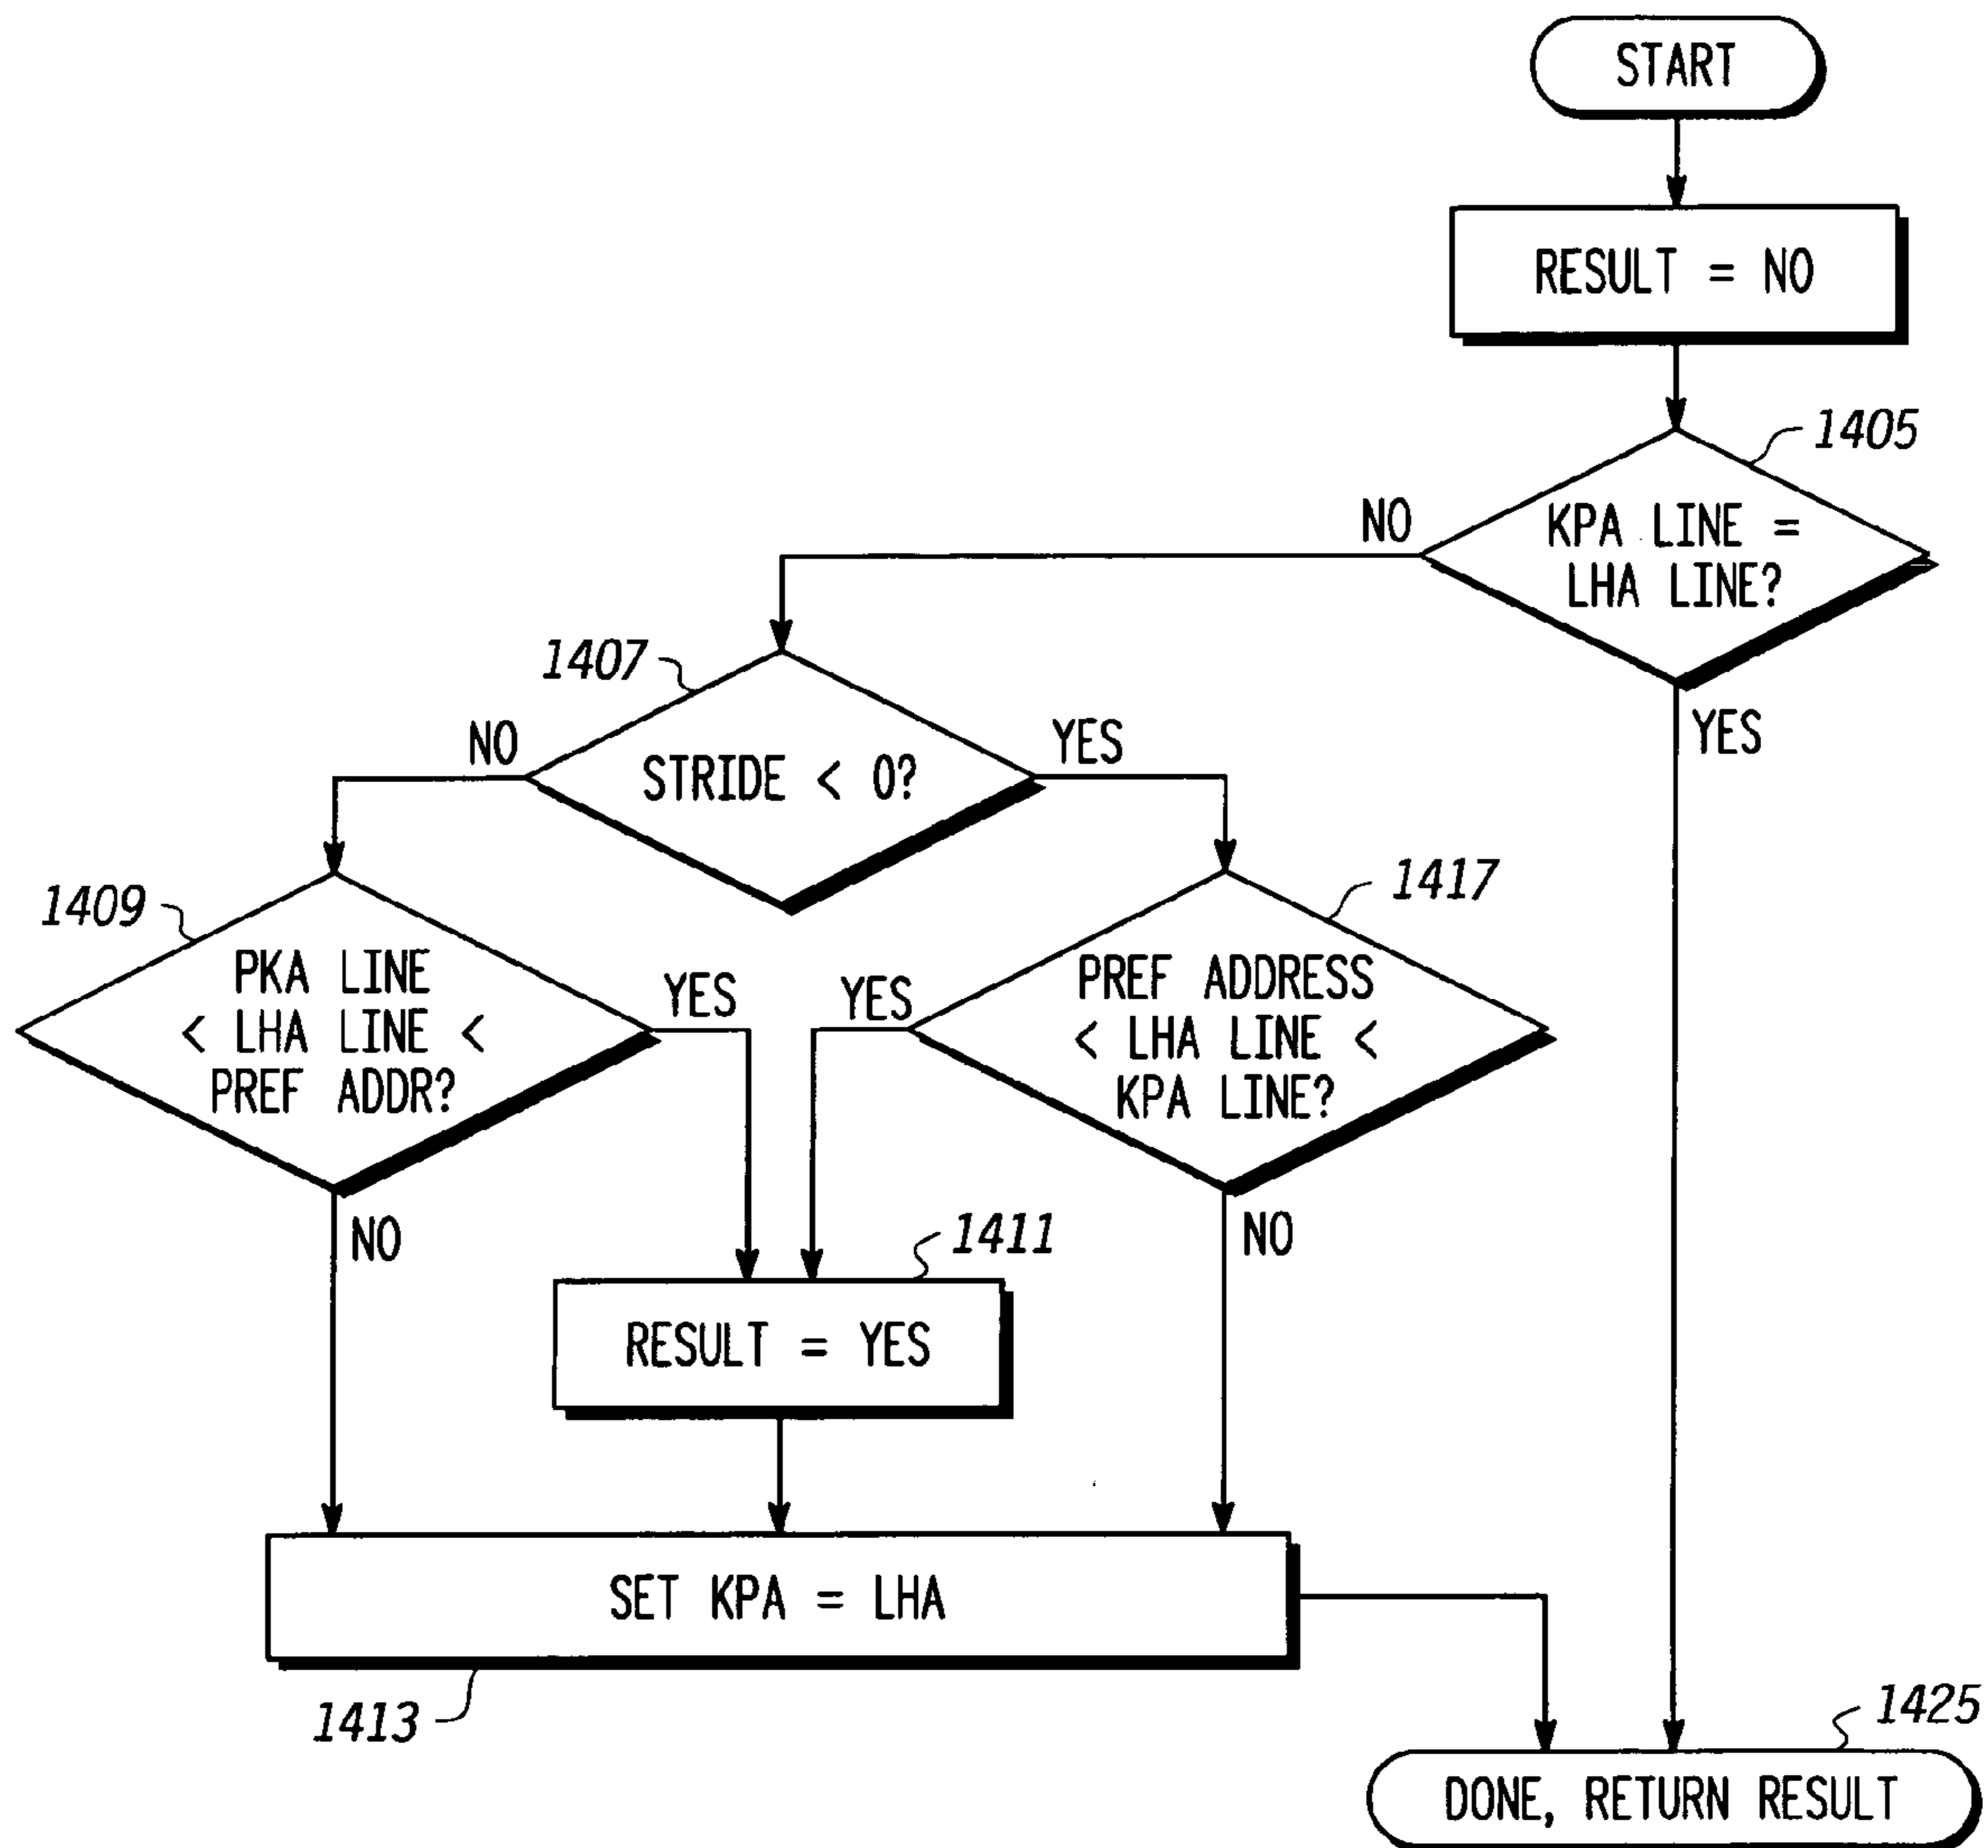 START
RESULT = NO
1405
KPA LINE =
LHA LINE?
NO
YES
1407
STRIDE < 0?
NO
YES
1409
PKA LINE
< LHA LINE <
PREF ADDR?
YES
NO
1417
PREF ADDRESS
< LHA LINE <
KPA LINE?
YES
NO
1411
RESULT = YES
SET KPA = LHA
1413
1425
DONE, RETURN RESULT